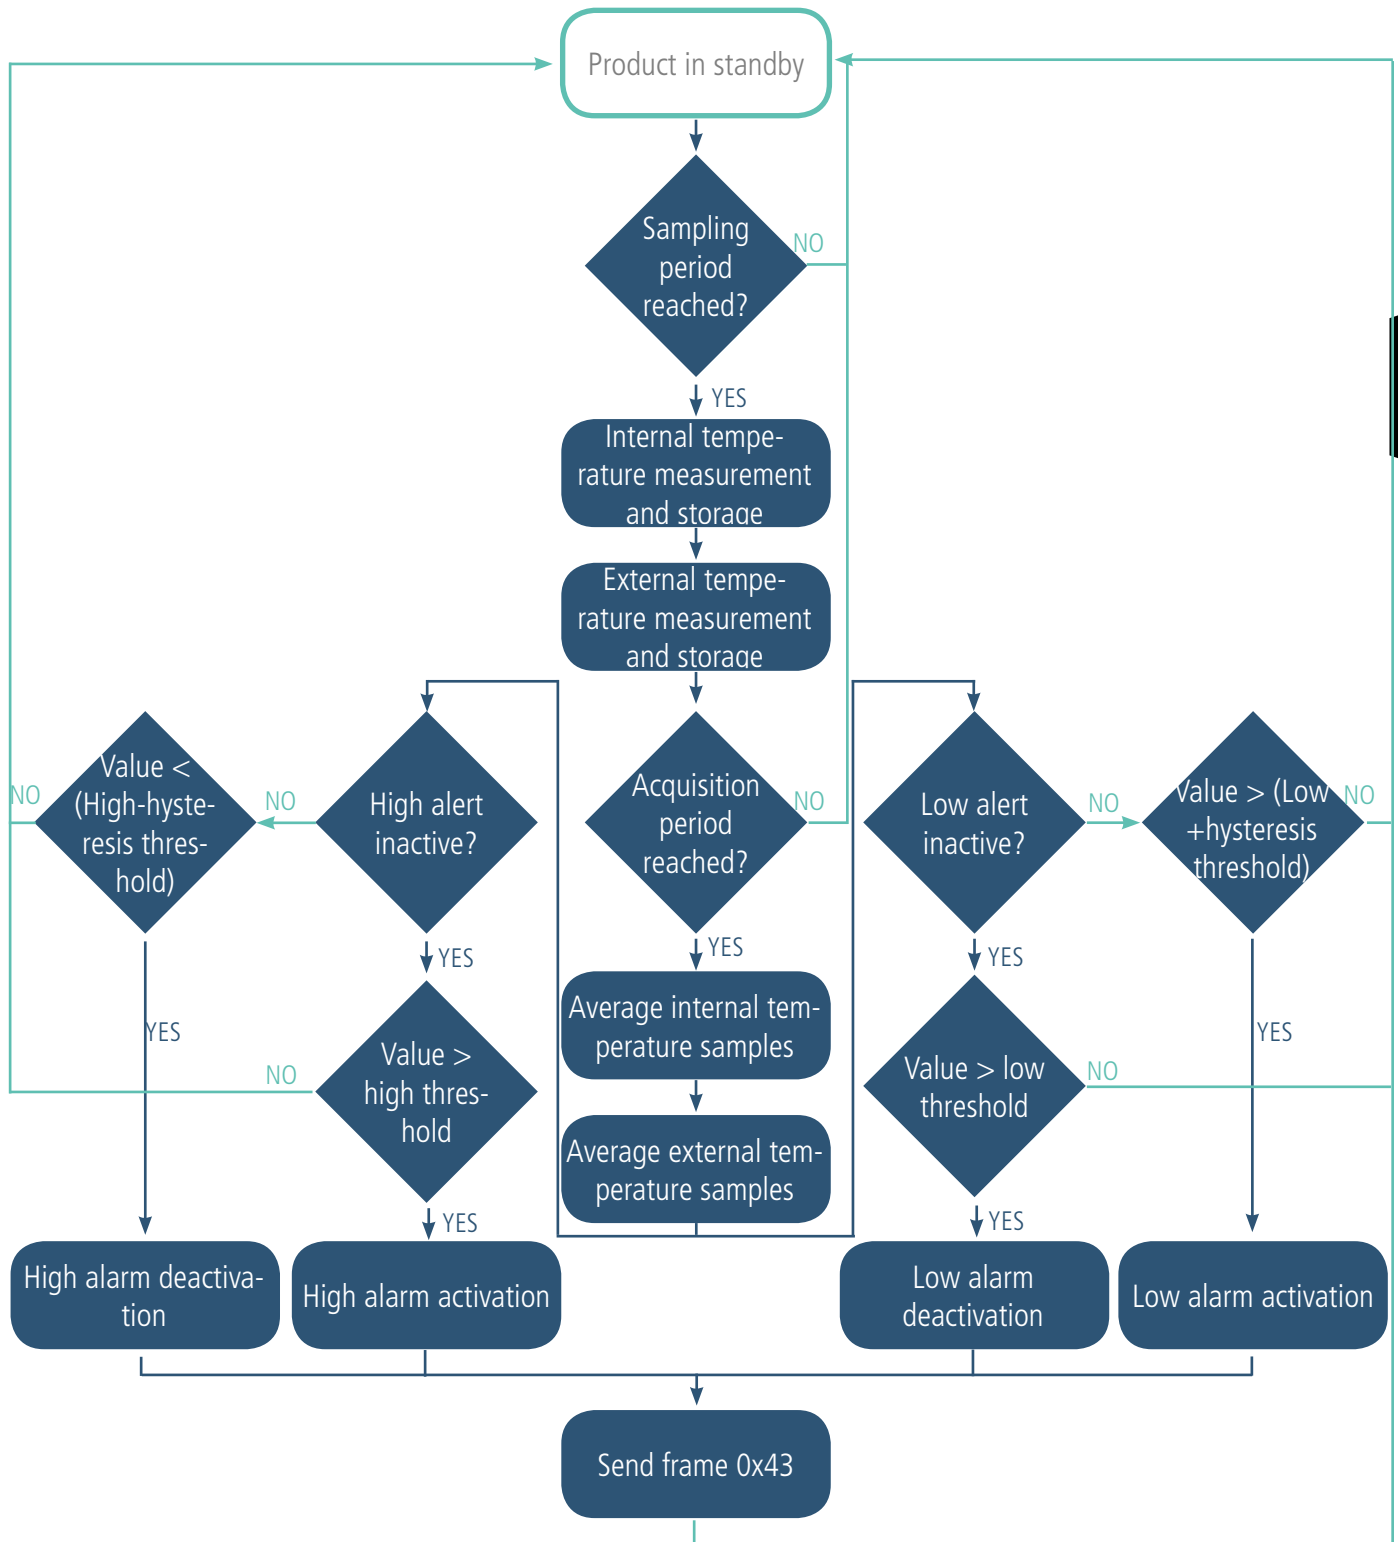 Product in standby
Sampling
period
reached?
NO
YES
Internal tempe-
rature measurement
and storage
External tempe-
rature measurement
and storage
Value <
(High-hyste-
resis thres-
hold)
NO
YES
High alert
inactive?
NO
YES
Acquisition
period
reached?
NO
YES
Low alert
inactive?
NO
YES
Value > (Low
+hysteresis
threshold)
NO
YES
Average internal tem-
perature samples
Value >
high thres-
hold
NO
YES
Value > low
threshold
NO
YES
Average external tem-
perature samples
High alarm deactiva-
tion
High alarm activation
Low alarm
deactivation
Low alarm activation
Send frame 0x43